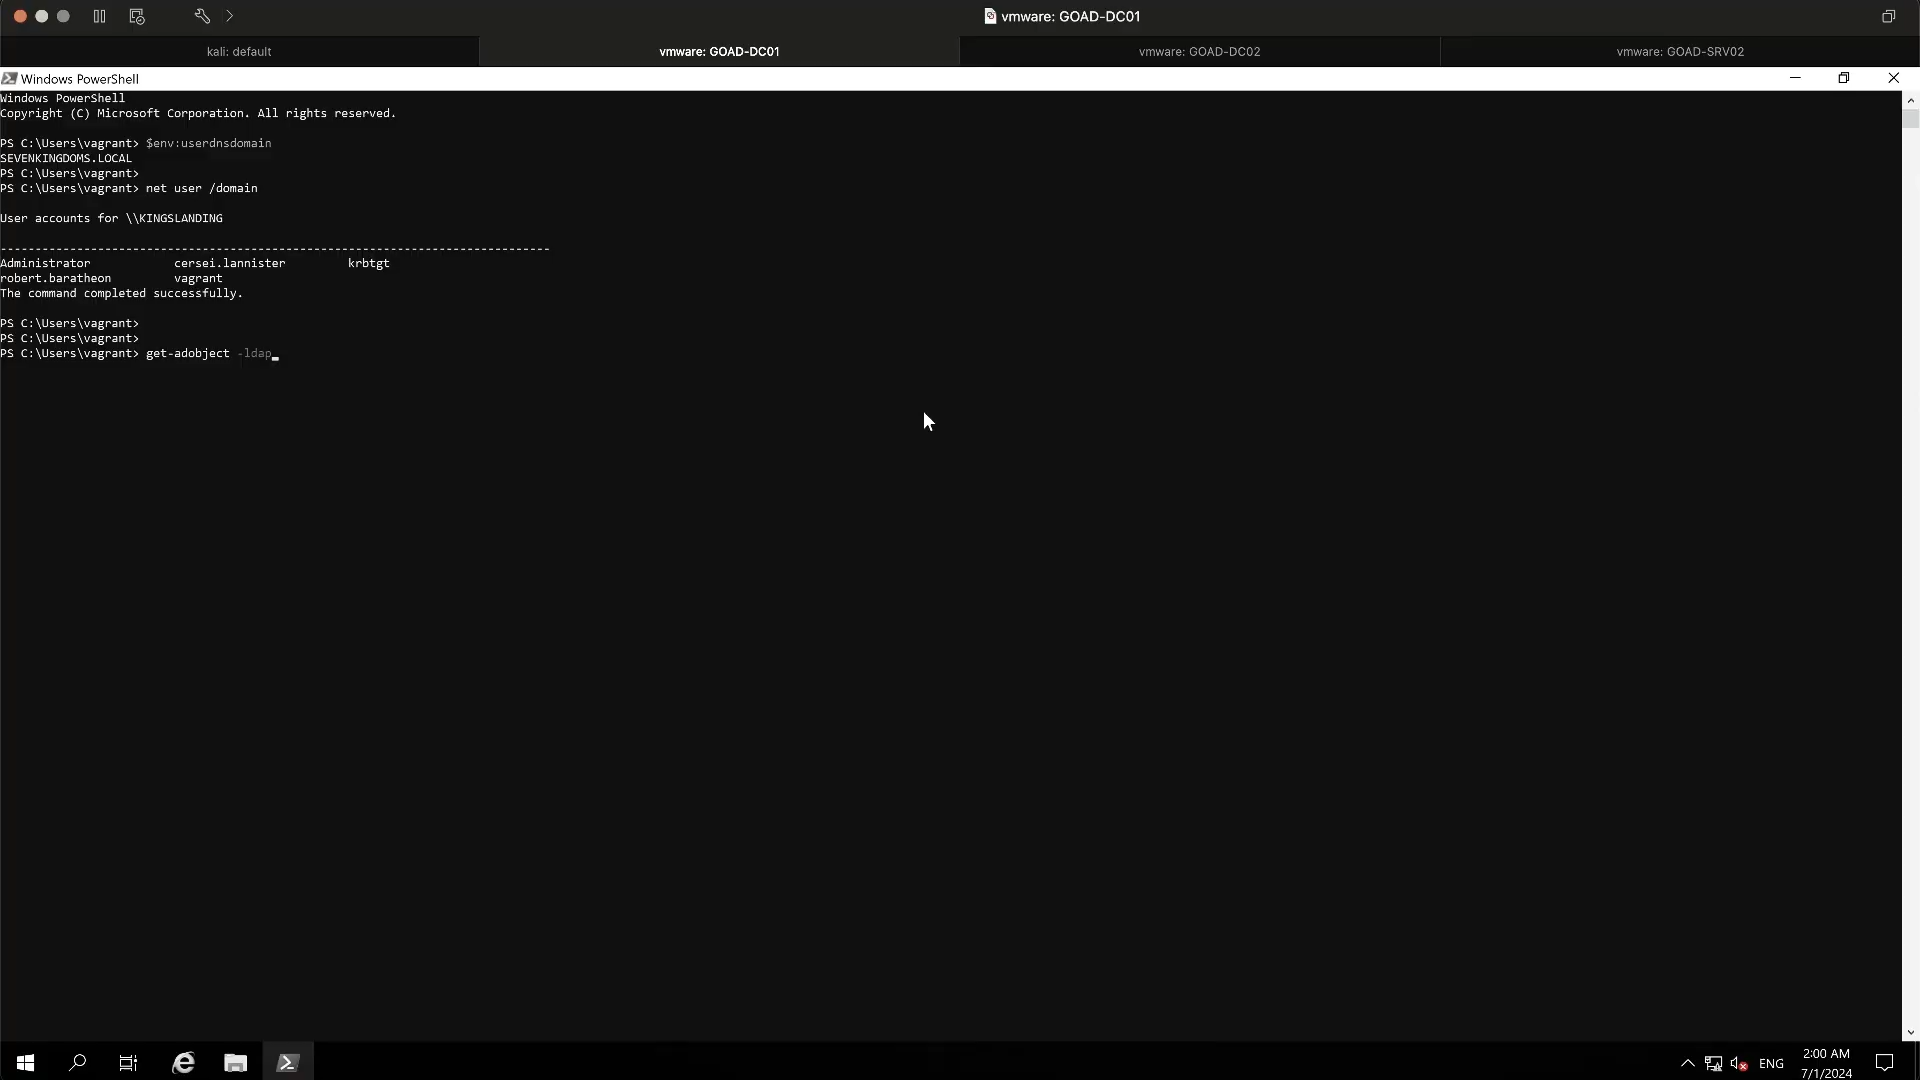 vmware: GOAD-DC01
kali: default
vmware: GOAD-DC01
vmware: GOAD-DC02
vmware: GOAD-SRV02
Windows PowerShell
Windows PowerShell
Copyright (C) Microsoft Corporation. All rights reserved.
PS C:\Users\vagrant> $env:userdnsdomain
SEVENKINGDOMS.LOCAL
PS C:\Users\vagrant>
PS C:\Users\vagrant> net user /domain
User accounts for \\KINGSLANDING
-------------------------------------------------------------------------------
Administrator cersei.lannister krbtgt
robert.baratheon vagrant
The command completed successfully.
PS C:\Users\vagrant>
PS C:\Users\vagrant>
PS C:\Users\vagrant> get-adobject -ldap_
ENG
2:00 AM
7/1/2024